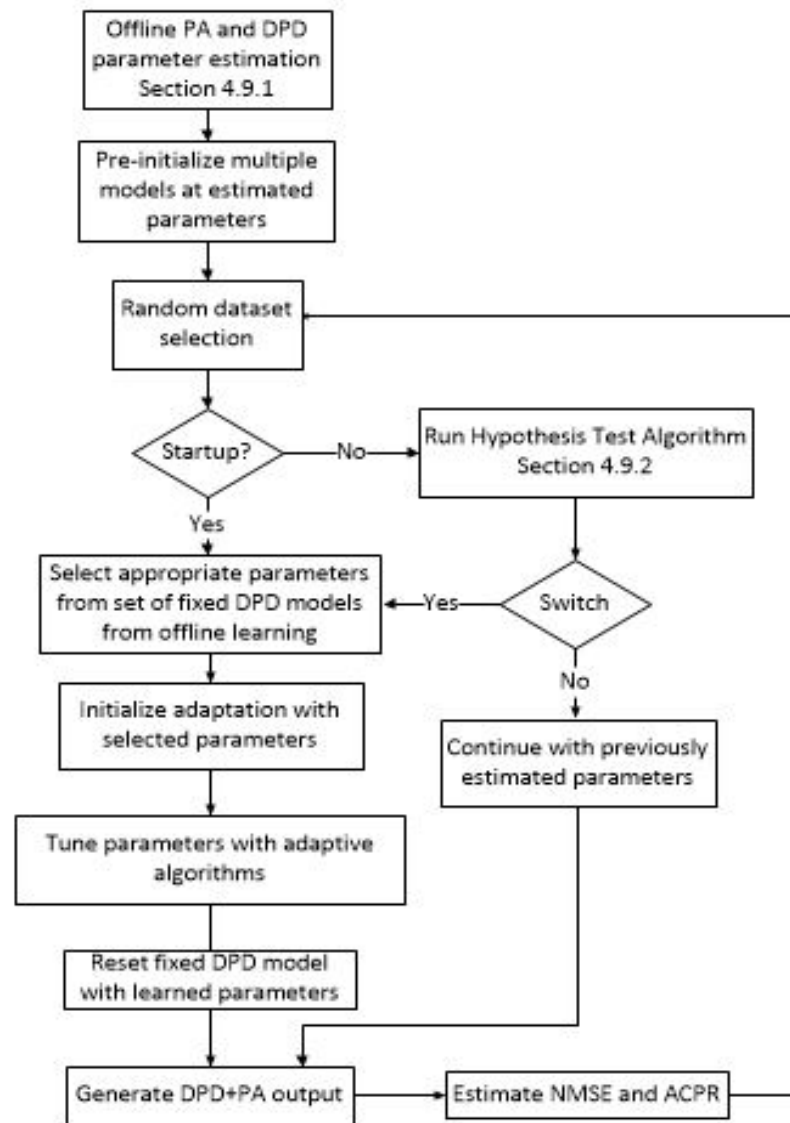 Offline PA and DPD
parameter estimation
Section 4.9.1
Pre-initialize multiple
models at estimated
parameters
Random dataset
selection
Startup?
No
Run Hypothesis Test Algorithm
Section 4.9.2
Yes
Select appropriate parameters
from set of fixed DPD models
from offline learning
Yes
Switch
No
Initialize adaptation with
selected parameters
Continue with previously
estimated parameters
Tune parameters with adaptive
algorithms
Reset fixed DPD model
with learned parameters
Generate DPD+PA output
Estimate NMSE and ACPR